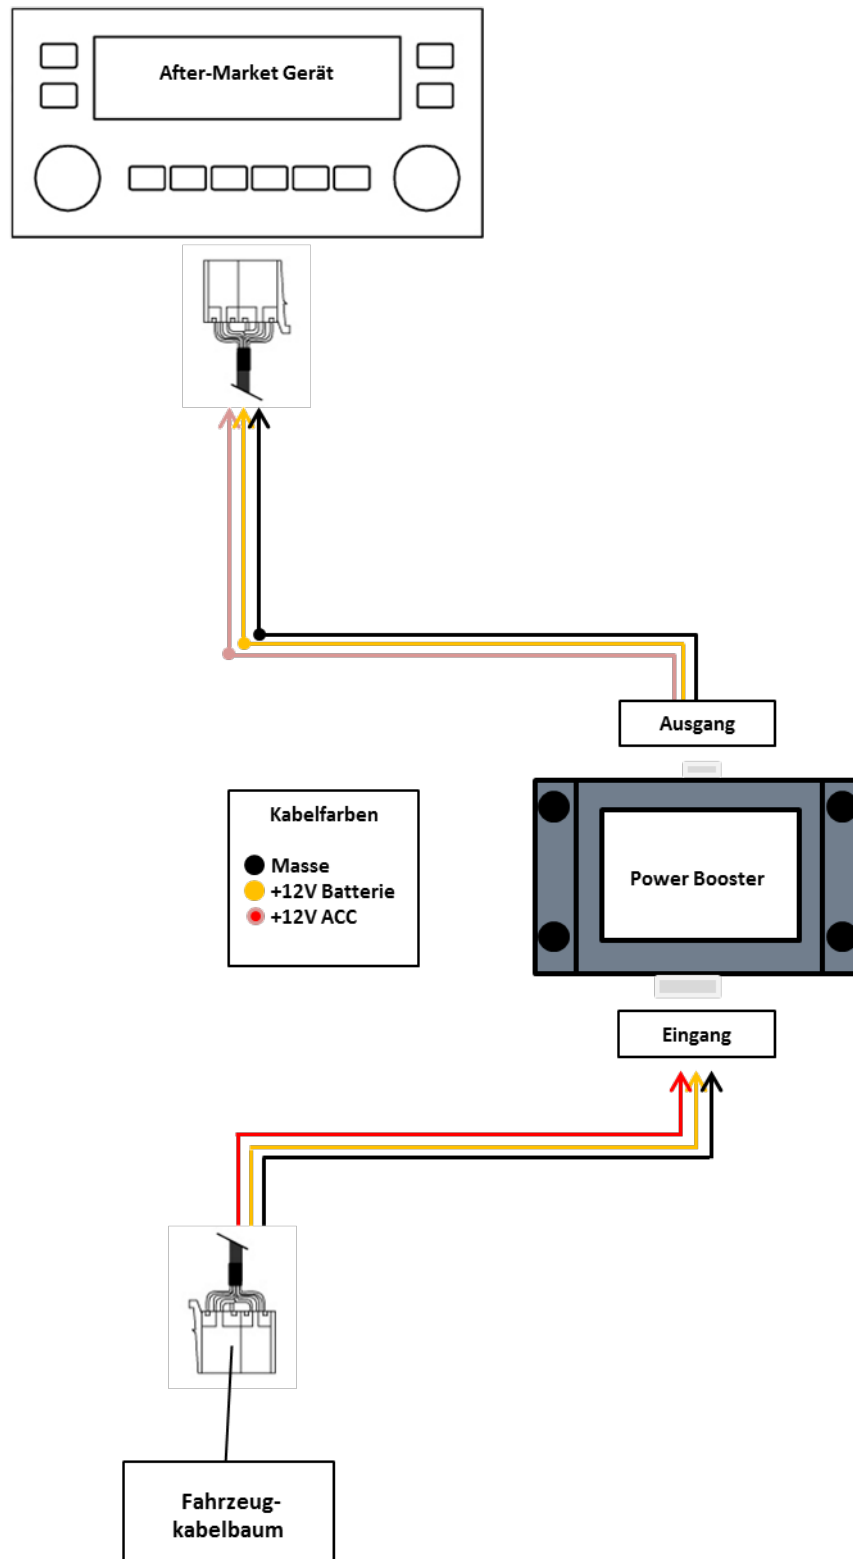 After-Market Gerät
Ausgang
Kabelfarben
Masse
+12V Batterie
+12V ACC
Power Booster
Eingang
Fahrzeug-
kabelbaum